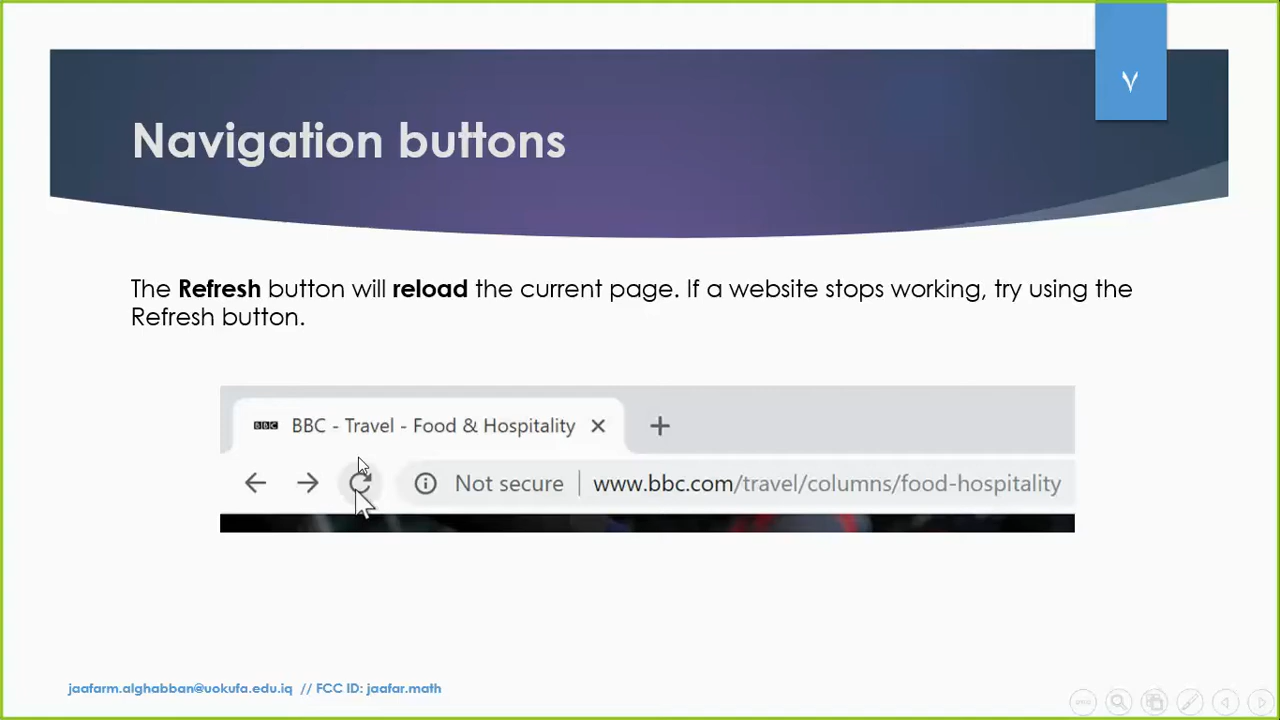 ٧
Navigation buttons
The Refresh button will reload the current page. If a website stops working, try using the
Refresh button.
BBC BBC - Travel - Food & Hospitality
Not secure www.bbc.com/travel/columns/food-hospitality
jaafarm.alghabban@uokufa.edu.iq // FCC ID: jaafar.math